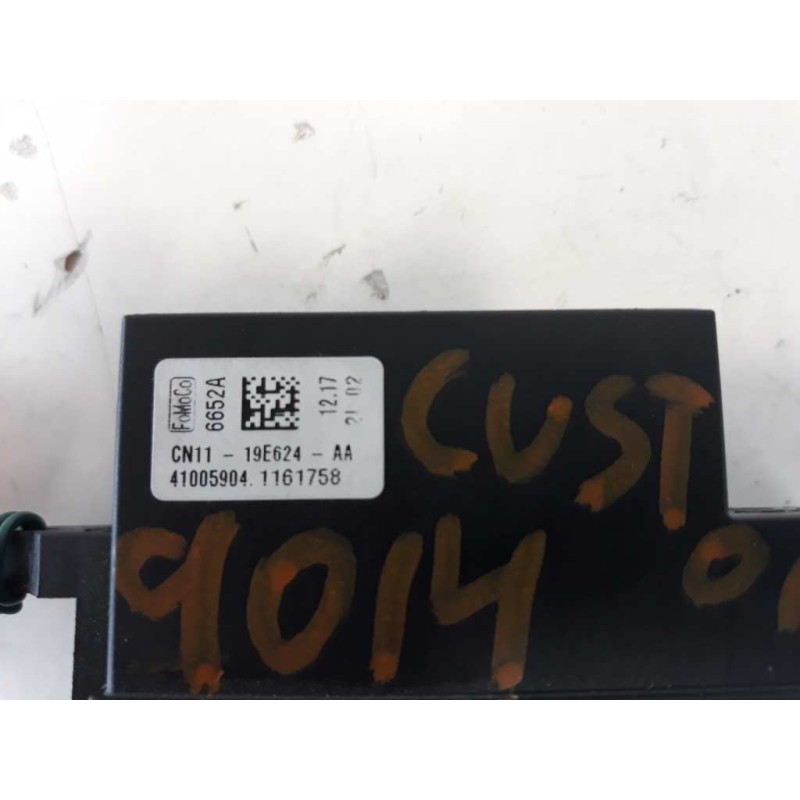 FoMoCo
6652A
12.17
21 02
CN11 - 19E624 - AA
41005904.1161758
CUST
9014